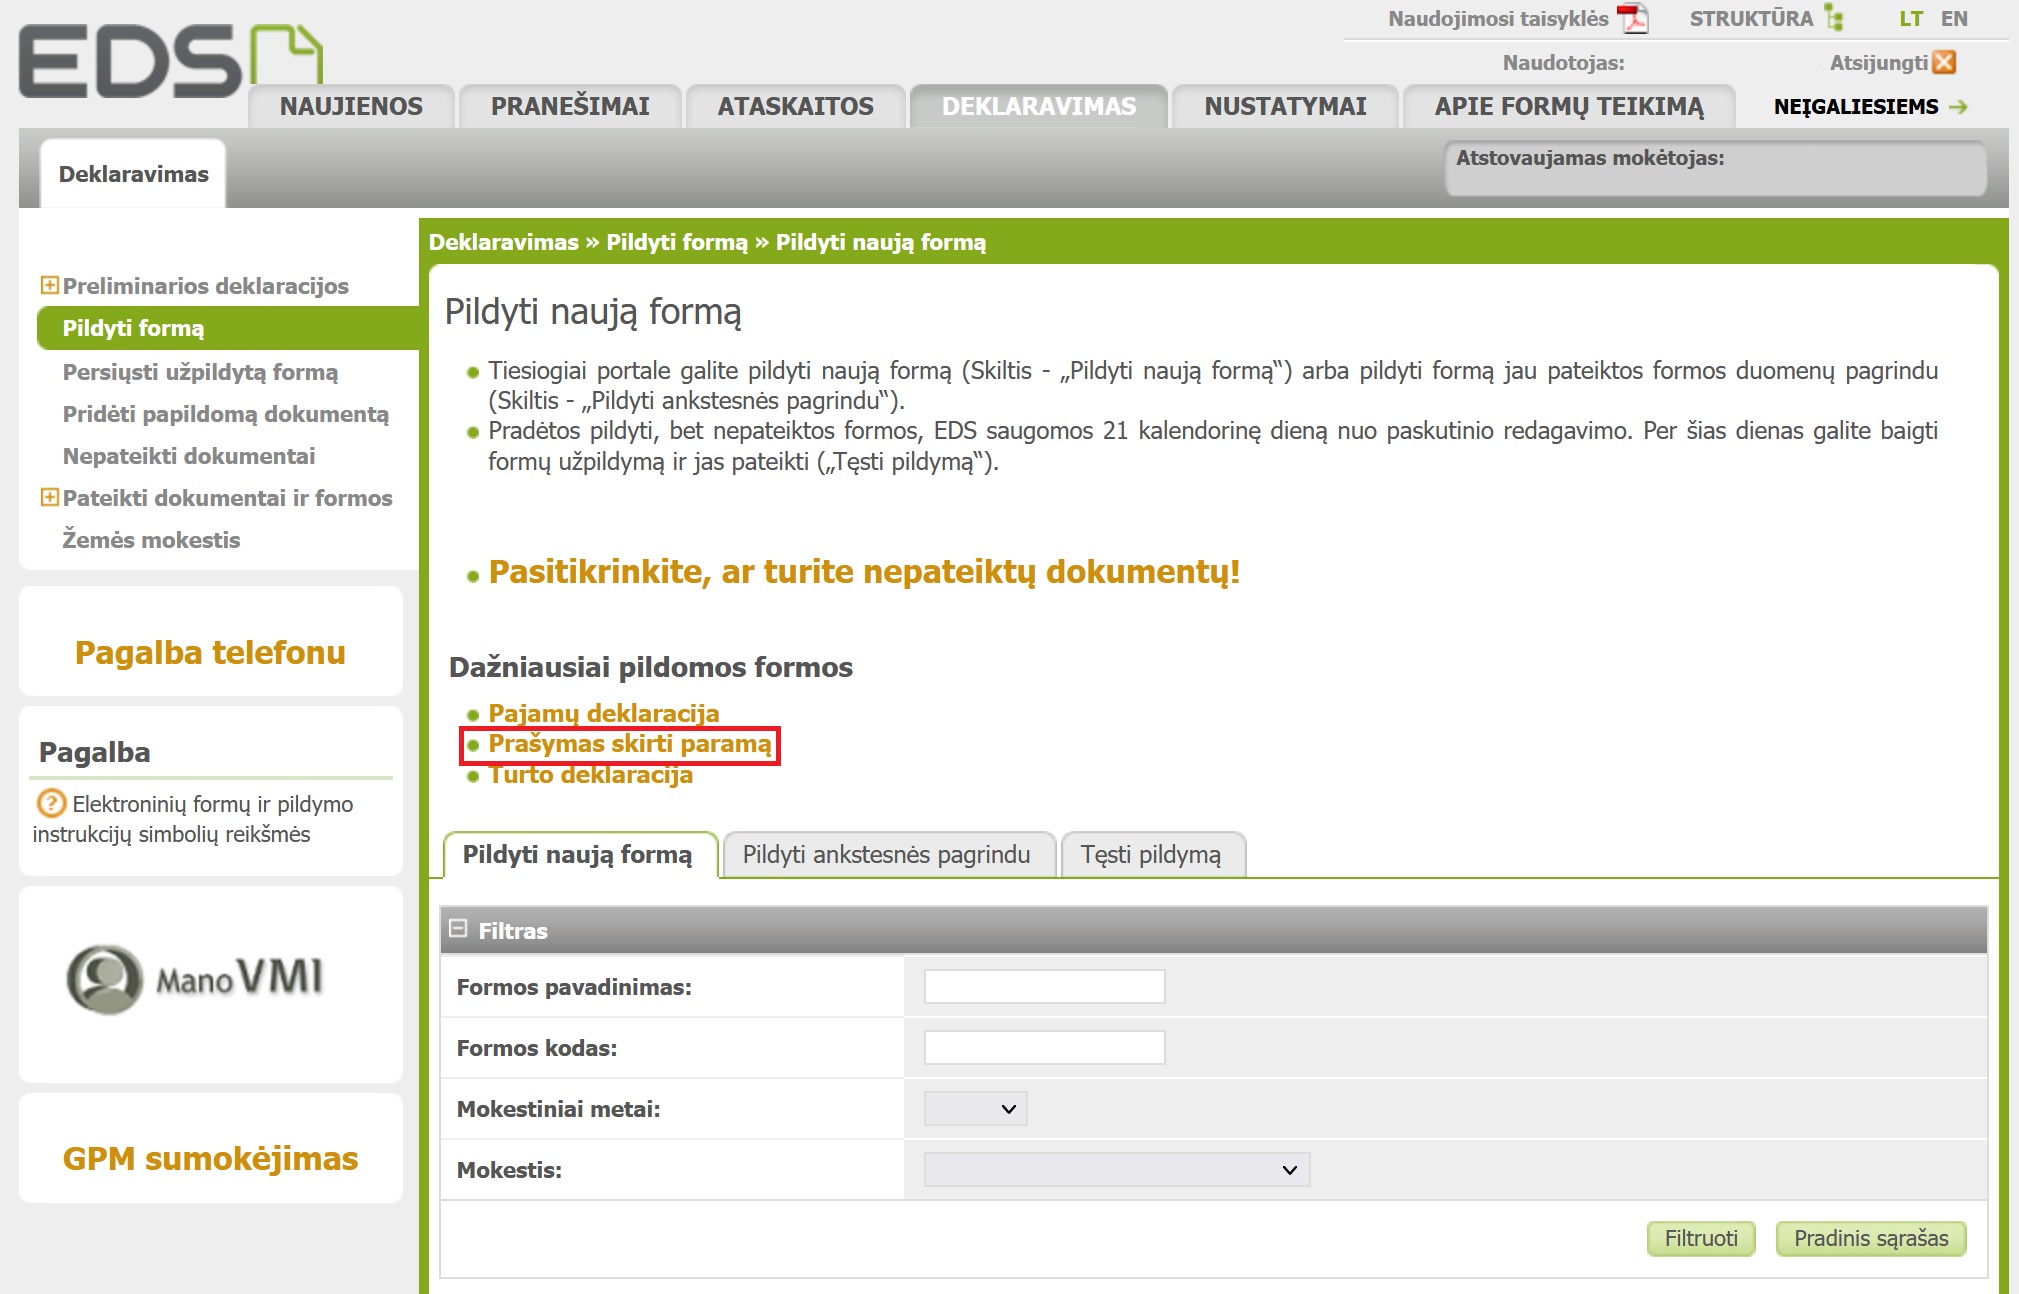 EDS
Naudojimosi taisyklės
STRUKTŪRA
LT EN
Naudotojas:
Atsijungti
NAUJIENOS
PRANEŠIMAI
ATASKAITOS
DEKLARAVIMAS
NUSTATYMAI
APIE FORMŲ TEIKIMĄ
NEĮGALIESIEMS
Deklaravimas
Atstovaujamas mokėtojas:
Preliminarios deklaracijos
Pildyti formą
Persiųsti užpildytą formą
Pridėti papildomą dokumentą
Nepateikti dokumentai
Pateikti dokumentai ir formos
Žemės mokestis
Pagalba telefonu
Pagalba
Elektroninių formų ir pildymo
instrukcijų simbolių reikšmės
Mano VMI
GPM sumokėjimas
Deklaravimas » Pildyti formą » Pildyti naują formą
Pildyti naują formą
Tiesiogiai portale galite pildyti naują formą (Skiltis - „Pildyti naują formą“) arba pildyti formą jau pateiktos formos duomenų pagrindu
(Skiltis - „Pildyti ankstesnės pagrindu“).
Pradėtos pildyti, bet nepateiktos formos, EDS saugomos 21 kalendorinę dieną nuo paskutinio redagavimo. Per šias dienas galite baigti
formų užpildymą ir jas pateikti („Tęsti pildymą“).
Pasitikrinkite, ar turite nepateiktų dokumentų!
Dažniausiai pildomos formos
Pajamų deklaracija
Prašymas skirti paramą
Turto deklaracija
Pildyti naują formą
Pildyti ankstesnės pagrindu
Tęsti pildymą
Filtras
Formos pavadinimas:
Formos kodas:
Mokestiniai metai:
Mokestis:
Filtruoti
Pradinis sąrašas